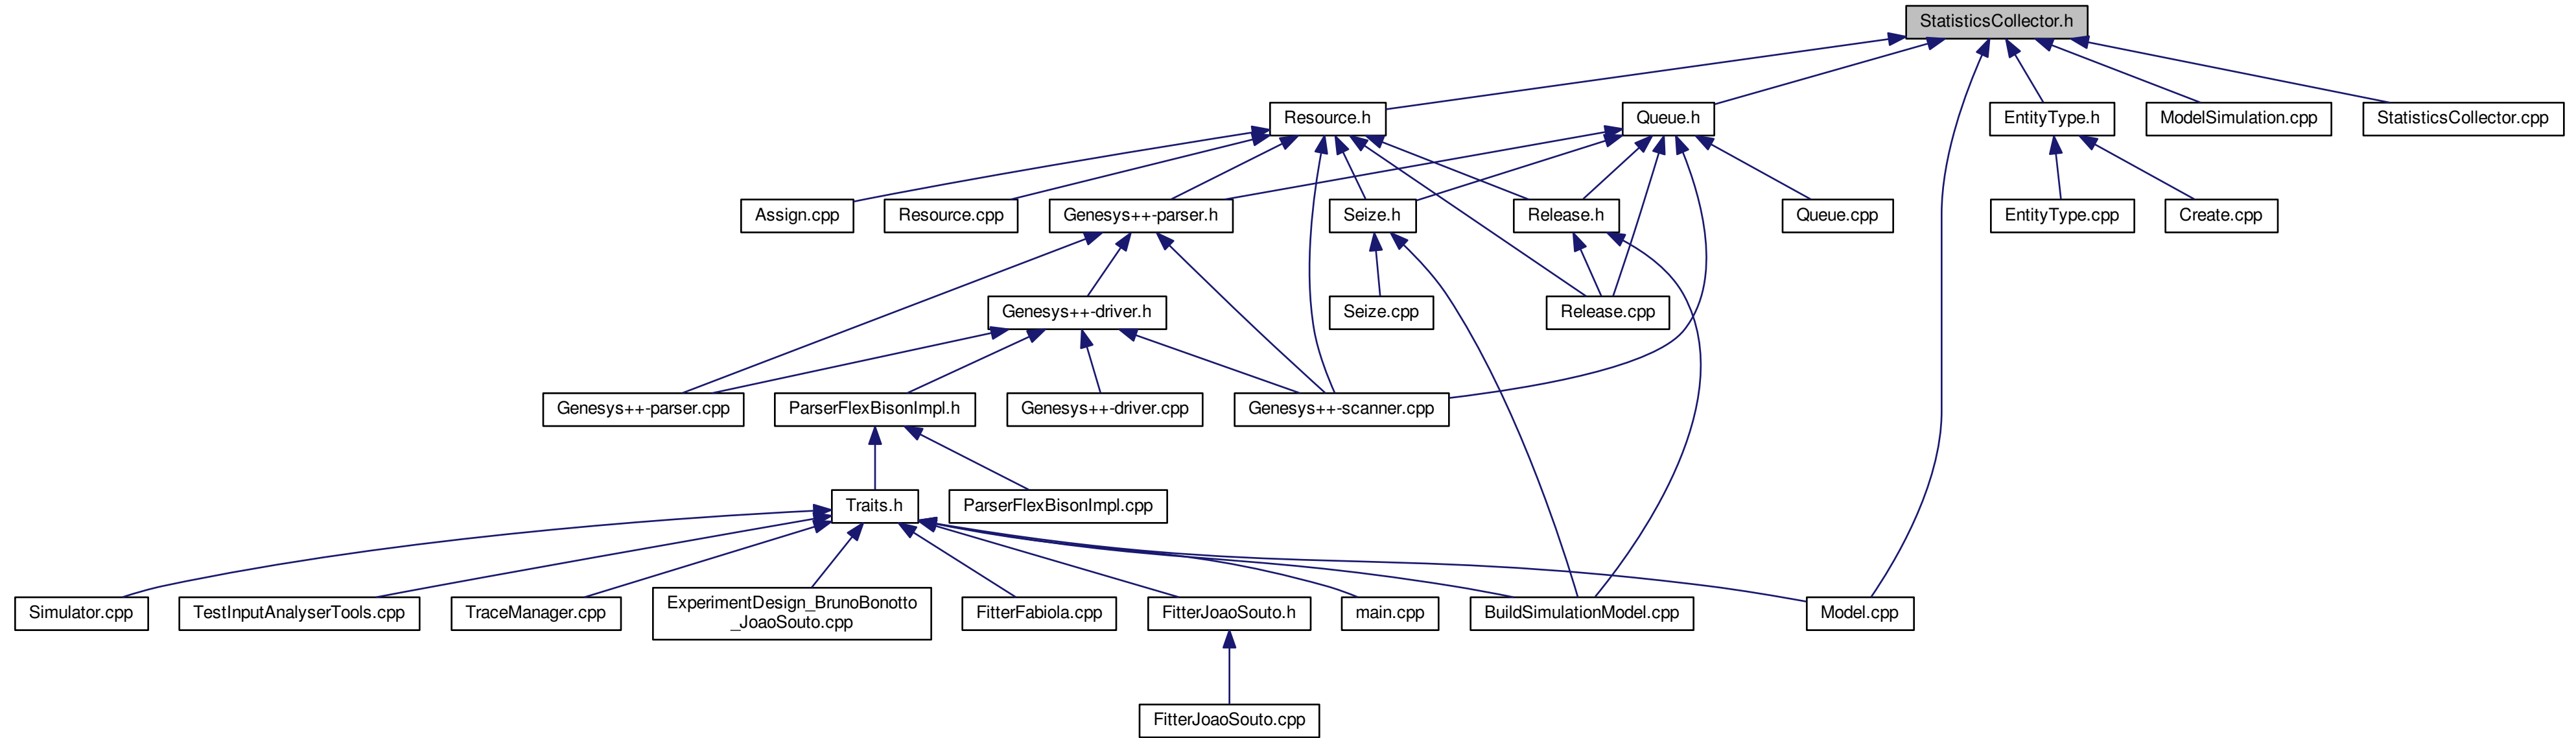 StatisticsCollector.h
Resource.h
Queue.h
EntityType.h
ModelSimulation.cpp
StatisticsCollector.cpp
Assign.cpp
Resource.cpp
Genesys++-parser.h
Seize.h
Release.h
Queue.cpp
EntityType.cpp
Create.cpp
Genesys++-driver.h
Seize.cpp
Release.cpp
Genesys++-parser.cpp
ParserFlexBisonImpl.h
Genesys++-driver.cpp
Genesys++-scanner.cpp
Traits.h
ParserFlexBisonImpl.cpp
Simulator.cpp
TestInputAnalyserTools.cpp
TraceManager.cpp
ExperimentDesign_BrunoBonotto
_JoaoSouto.cpp
FitterFabiola.cpp
FitterJoaoSouto.h
main.cpp
BuildSimulationModel.cpp
Model.cpp
FitterJoaoSouto.cpp